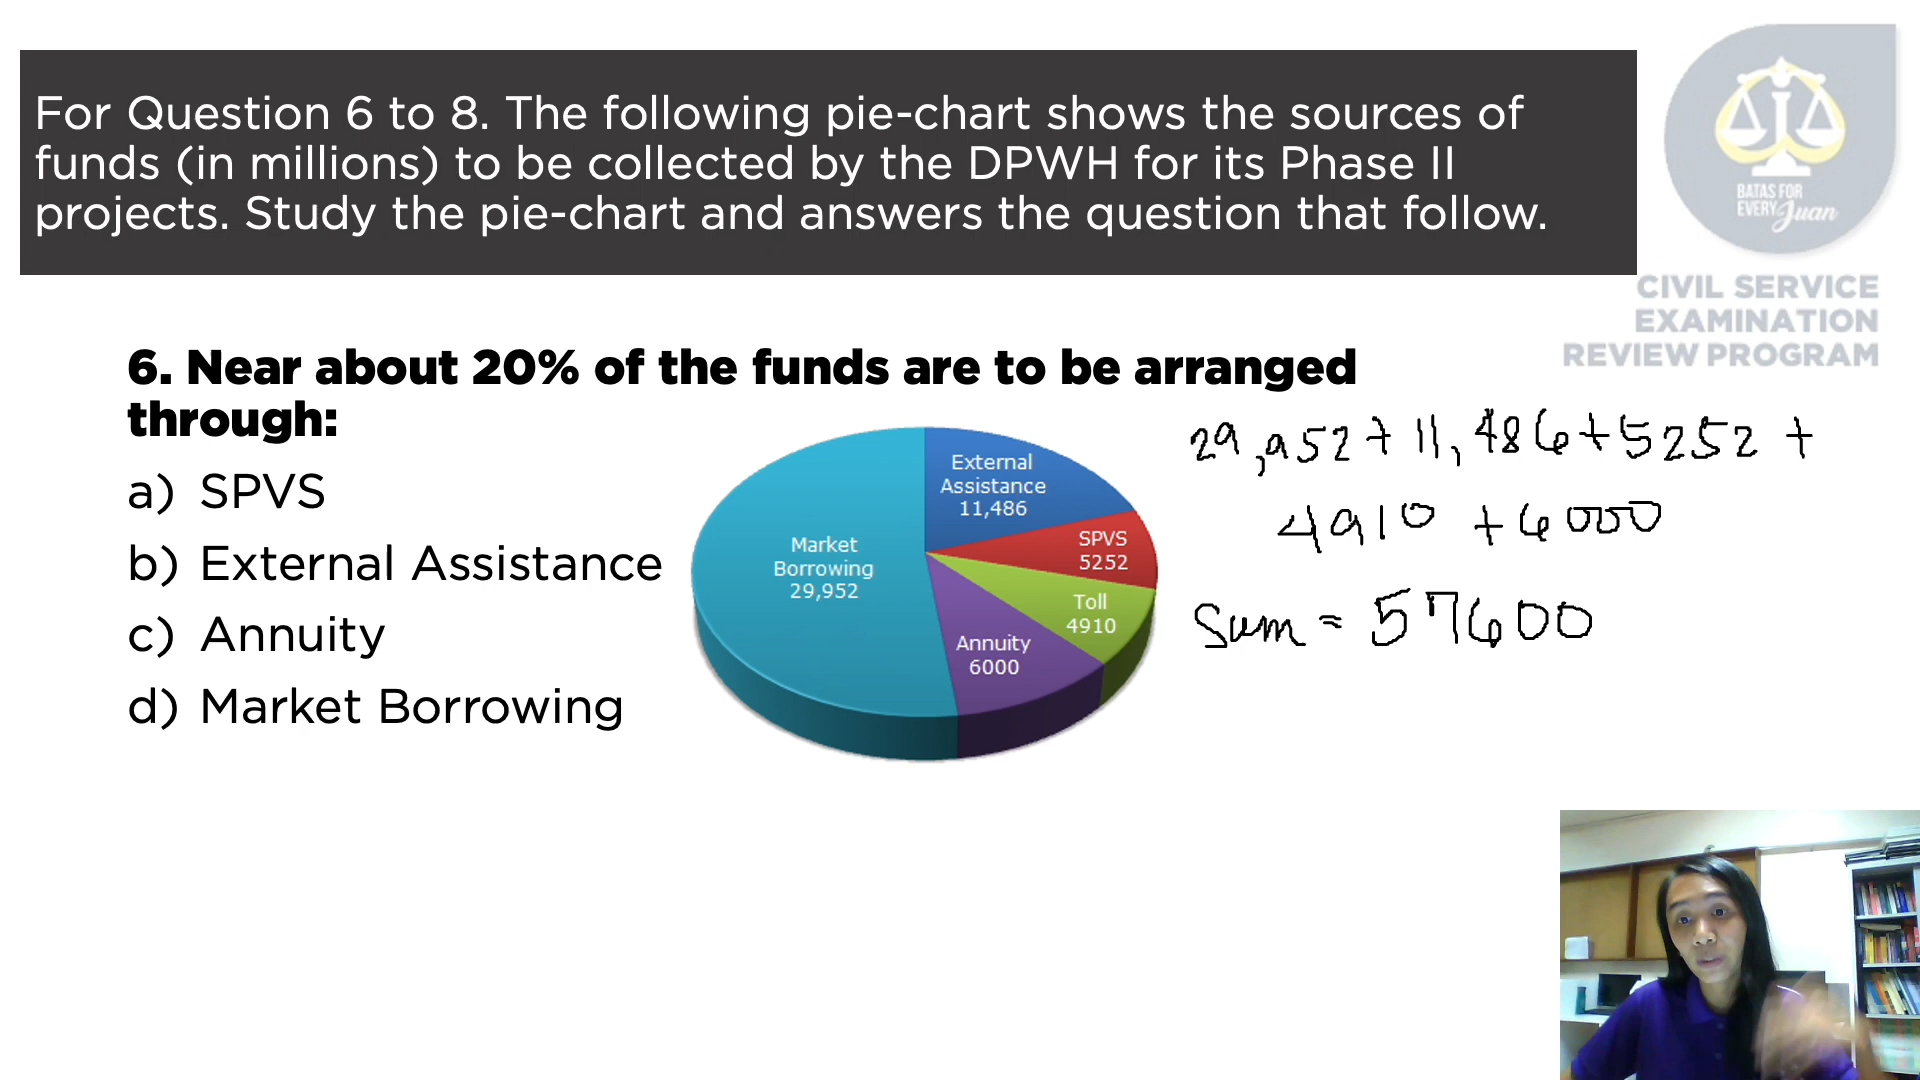 For Question 6 to 8. The following pie-chart shows the sources of
funds (in millions) to be collected by the DPWH for its Phase II
projects. Study the pie-chart and answers the question that follow.
BATAS FOR
EVERY Juan
CIVIL SERVICE
EXAMINATION
REVIEW PROGRAM
6. Near about 20% of the funds are to be arranged
through:
a) SPVS
b) External Assistance
c) Annuity
d) Market Borrowing
External
Assistance
11,486
SPVS
5252
Toll
4910
Annuity
6000
Market
Borrowing
29,952
29,952 + 11,486 + 5252 +
4910 + 6000
Sum = 57600